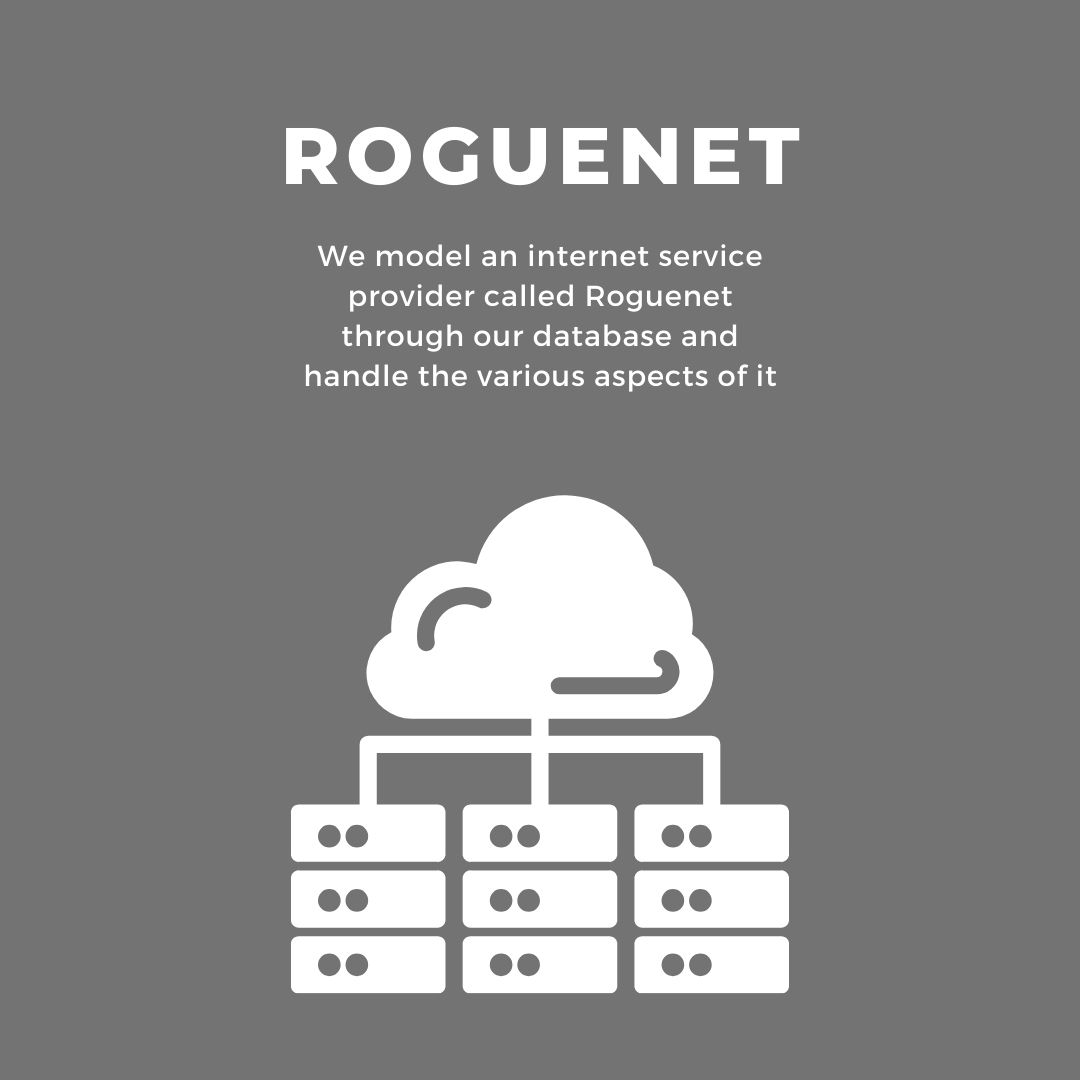 ROGUENET
We model an internet service
provider called Roguenet
through our database and
handle the various aspects of it